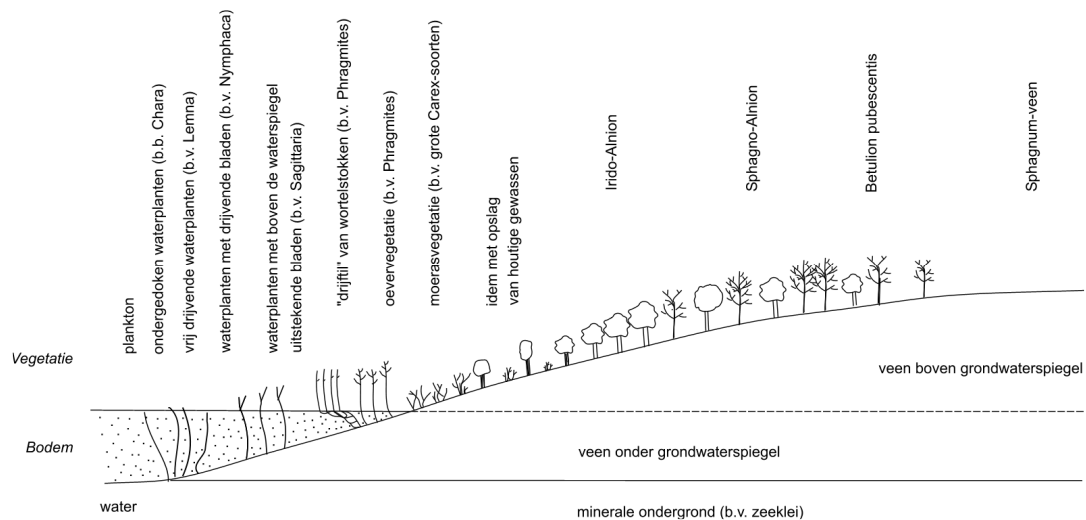 plankton
ondergedoken waterplanten (b.b. Chara)
vrij drijvende waterplanten (b.v. Lemna)
waterplanten met drijvende bladen (b.v. Nymphaca)
waterplanten met boven de waterspiegel
uitstekende bladen (b.v. Sagittaria)
"drijftil" van wortelstokken (b.v. Phragmites)
oevervegetatie (b.v. Phragmites)
moerasvegetatie (b.v. grote Carex-soorten)
idem met opslag
van houtige gewassen
Irido-Alnion
Sphagno-Alnion
Betulion pubescentis
Sphagnum-veen
Vegetatie
veen boven grondwaterspiegel
Bodem
veen onder grondwaterspiegel
water
minerale ondergrond (b.v. zeeklei)